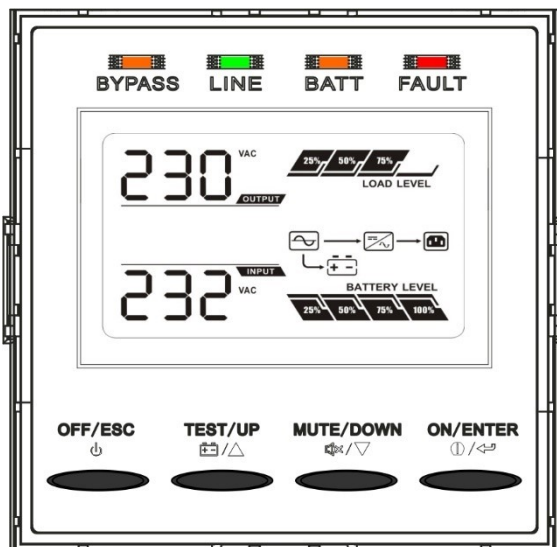 BYPASS LINE BATT FAULT
230 VAC OUTPUT
25% 50% 75%
LOAD LEVEL
INPUT
232 VAC
BATTERY LEVEL
25% 50% 75% 100%
OFF/ESC TEST/UP MUTE/DOWN ON/ENTER